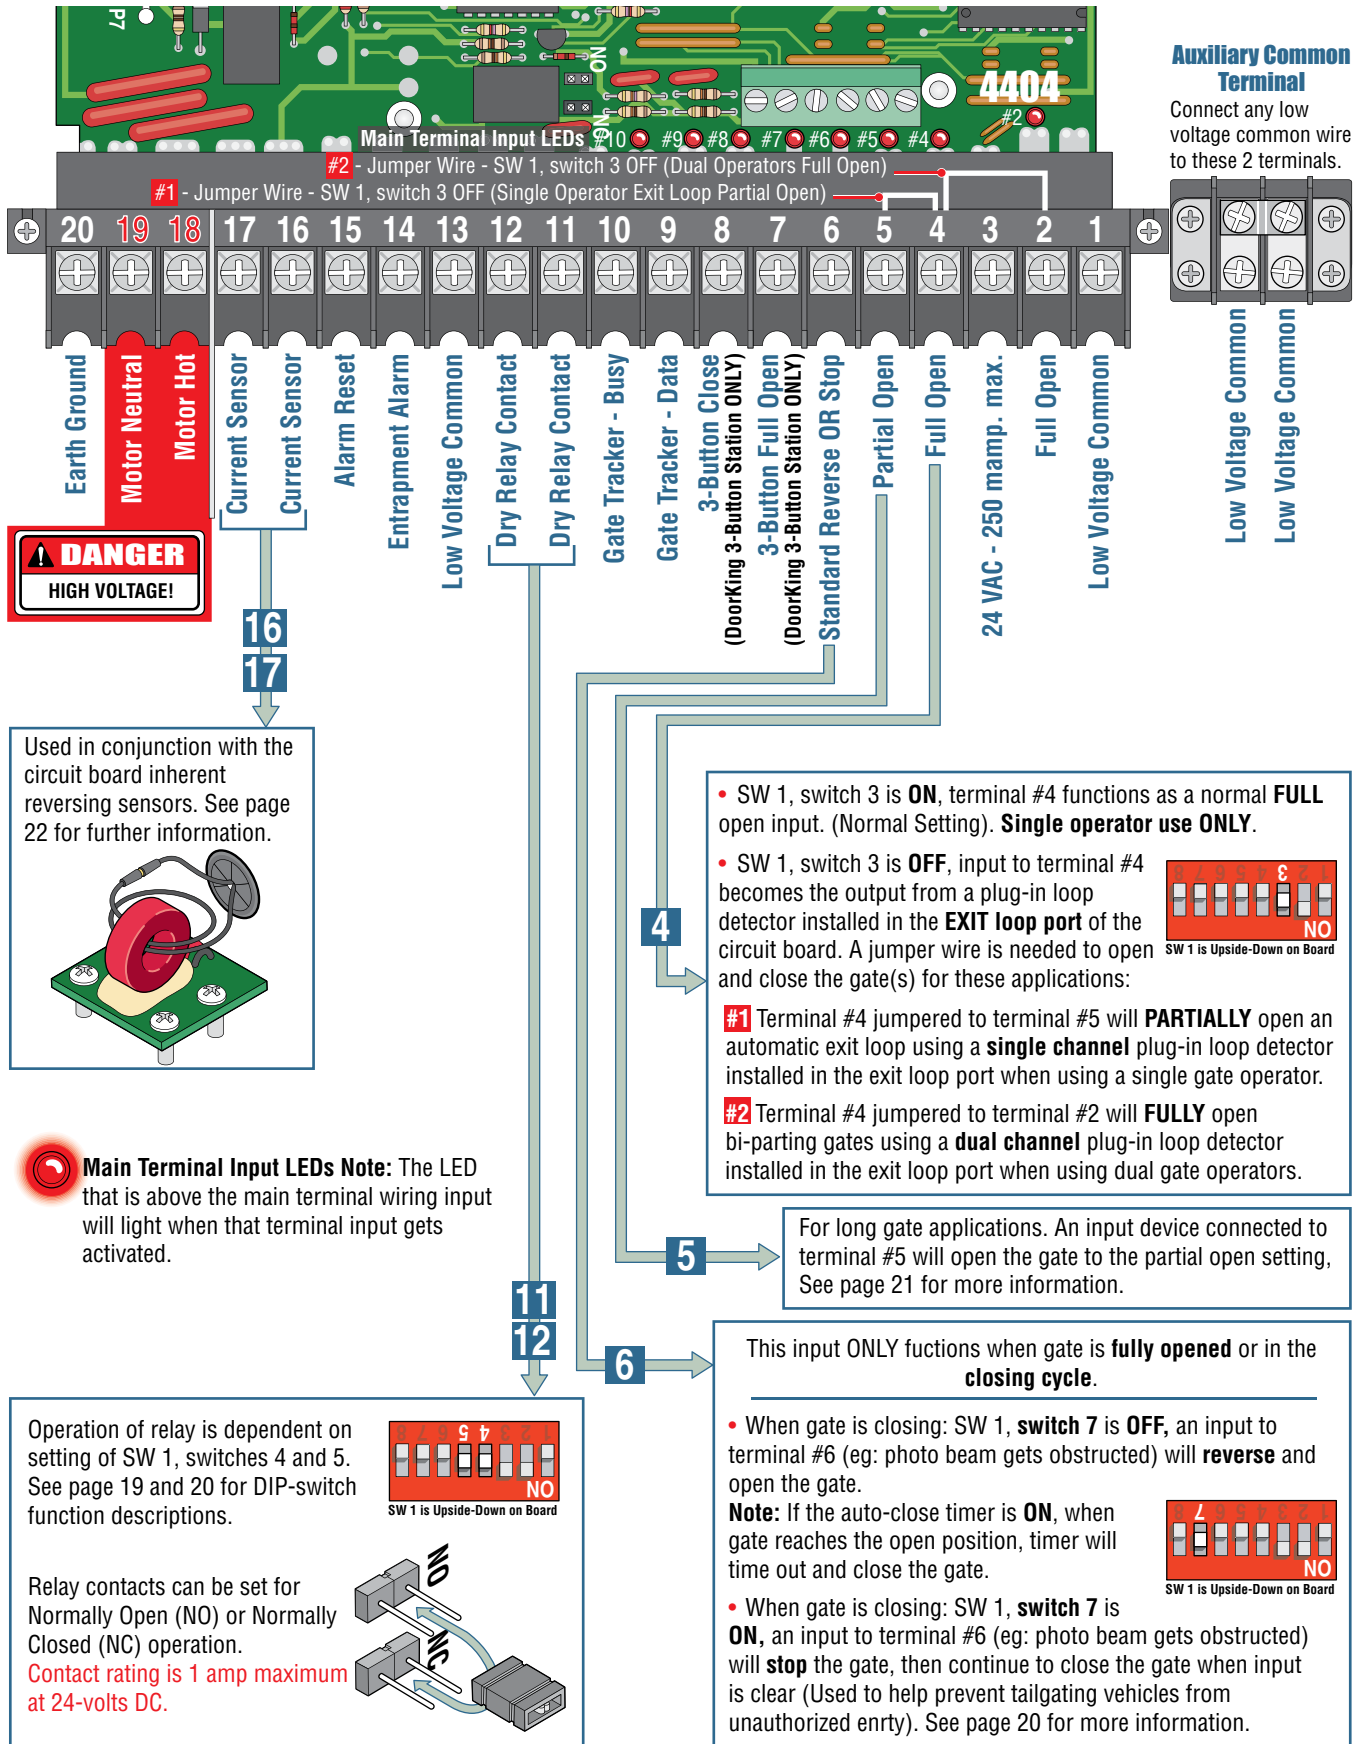 P7
NO
NC
4404
#2
Auxiliary Common
Terminal
Connect any low
voltage common wire
to these 2 terminals.
Main Terminal Input LEDs #10 #9 #8 #7 #6 #5 #4
#2 - Jumper Wire - SW 1, switch 3 OFF (Dual Operators Full Open)
#1 - Jumper Wire - SW 1, switch 3 OFF (Single Operator Exit Loop Partial Open)
20 19 18 17 16 15 14 13 12 11 10 9 8 7 6 5 4 3 2 1
Earth Ground
Motor Neutral
Motor Hot
Current Sensor
Current Sensor
Alarm Reset
Entrapment Alarm
Low Voltage Common
Dry Relay Contact
Dry Relay Contact
Gate Tracker - Busy
Gate Tracker - Data
3-Button Close
(DoorKing 3-Button Station ONLY)
3-Button Full Open
(DoorKing 3-Button Station ONLY)
Standard Reverse OR Stop
Partial Open
Full Open
24 VAC - 250 mamp. max.
Full Open
Low Voltage Common
Low Voltage Common
Low Voltage Common
DANGER
HIGH VOLTAGE!
16
17
Used in conjunction with the
circuit board inherent
reversing sensors. See page
22 for further information.
4
• SW 1, switch 3 is ON, terminal #4 functions as a normal FULL
open input. (Normal Setting). Single operator use ONLY.
• SW 1, switch 3 is OFF, input to terminal #4
becomes the output from a plug-in loop
detector installed in the EXIT loop port of the
circuit board. A jumper wire is needed to open
and close the gate(s) for these applications:
8 7 6 5 4 3 2 1
ON
SW 1 is Upside-Down on Board
#1 Terminal #4 jumpered to terminal #5 will PARTIALLY open an
automatic exit loop using a single channel plug-in loop detector
installed in the exit loop port when using a single gate operator.
#2 Terminal #4 jumpered to terminal #2 will FULLY open
bi-parting gates using a dual channel plug-in loop detector
installed in the exit loop port when using dual gate operators.
Main Terminal Input LEDs Note: The LED
that is above the main terminal wiring input
will light when that terminal input gets
activated.
5
For long gate applications. An input device connected to
terminal #5 will open the gate to the partial open setting,
See page 21 for more information.
11
12
6
This input ONLY fuctions when gate is fully opened or in the
closing cycle.
• When gate is closing: SW 1, switch 7 is OFF, an input to
terminal #6 (eg: photo beam gets obstructed) will reverse and
open the gate.
Note: If the auto-close timer is ON, when
gate reaches the open position, timer will
time out and close the gate.
8 7 6 5 4 3 2 1
ON
SW 1 is Upside-Down on Board
• When gate is closing: SW 1, switch 7 is
ON, an input to terminal #6 (eg: photo beam gets obstructed)
will stop the gate, then continue to close the gate when input
is clear (Used to help prevent tailgating vehicles from
unauthorized enrty). See page 20 for more information.
Operation of relay is dependent on
setting of SW 1, switches 4 and 5.
See page 19 and 20 for DIP-switch
function descriptions.
8 7 6 5 4 3 2 1
ON
SW 1 is Upside-Down on Board
Relay contacts can be set for
Normally Open (NO) or Normally
Closed (NC) operation.
Contact rating is 1 amp maximum
at 24-volts DC.
NO
NC